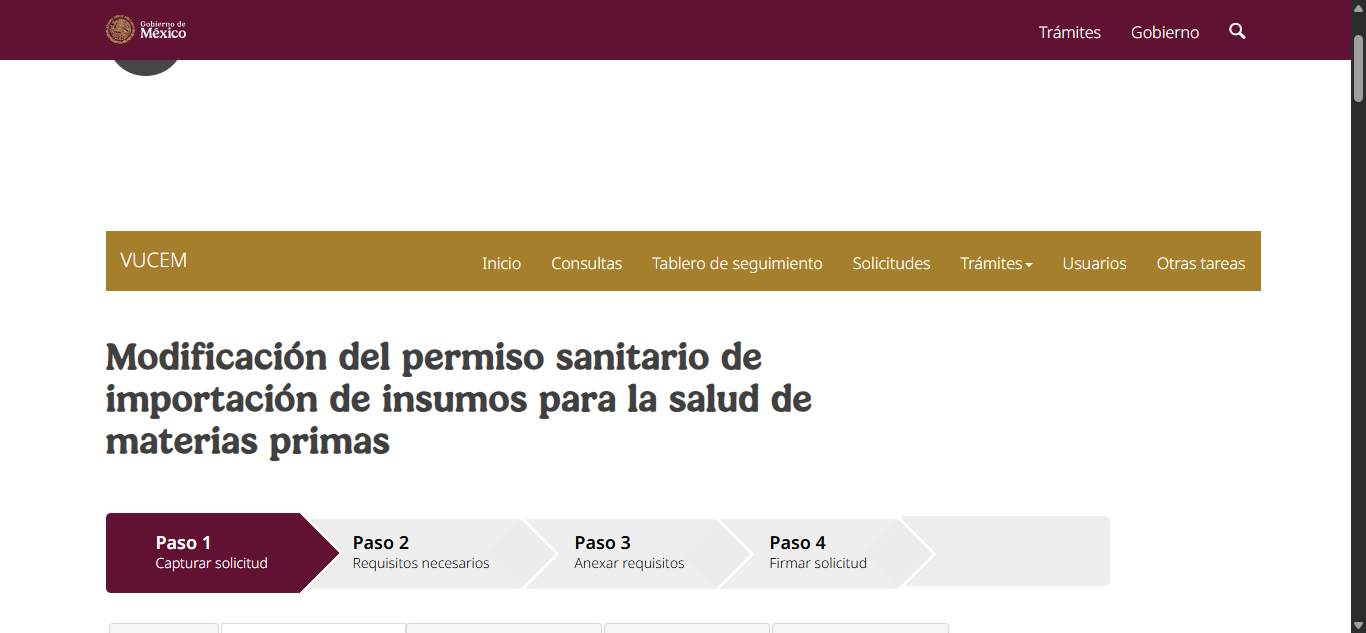 Gobierno de
México
Trámites
Gobierno
VUCEM
Inicio
Consultas
Tablero de seguimiento
Solicitudes
Trámites
Usuarios
Otras tareas
Modificación del permiso sanitario de
importación de insumos para la salud de
materias primas
Paso 1
Capturar solicitud
Paso 2
Requisitos necesarios
Paso 3
Anexar requisitos
Paso 4
Firmar solicitud